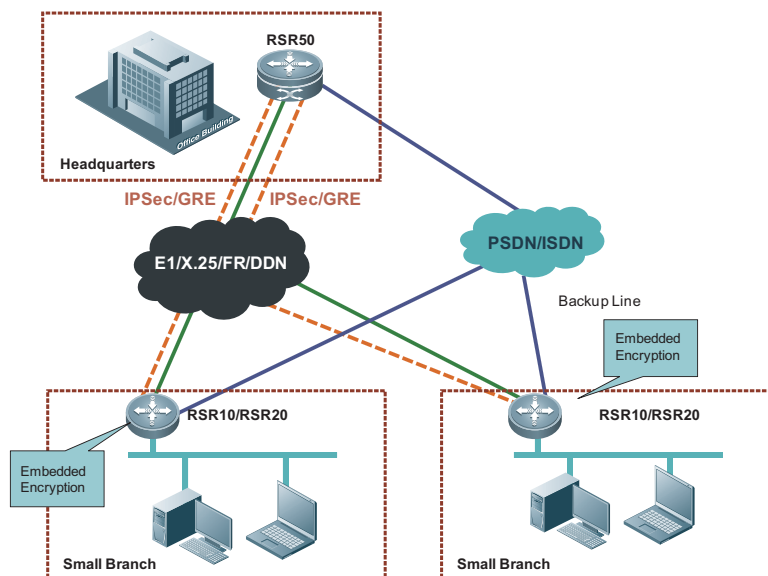 RSR50
Office Building
Headquarters
IPSec/GRE
IPSec/GRE
E1/X.25/FR/DDN
PSDN/ISDN
Backup Line
Embedded
Encryption
RSR10/RSR20
RSR10/RSR20
Embedded
Encryption
Small Branch
Small Branch